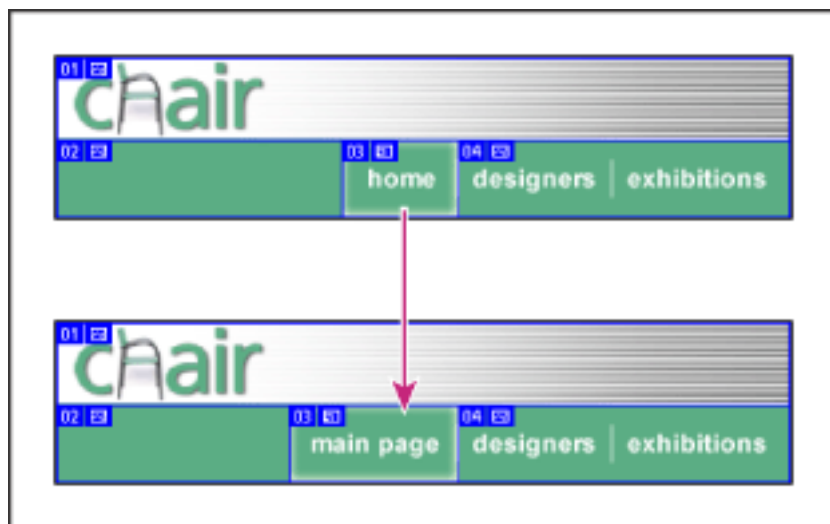 01
chair
02 03 04
home designers exhibitions
01
chair
02 03 04
main page designers exhibitions